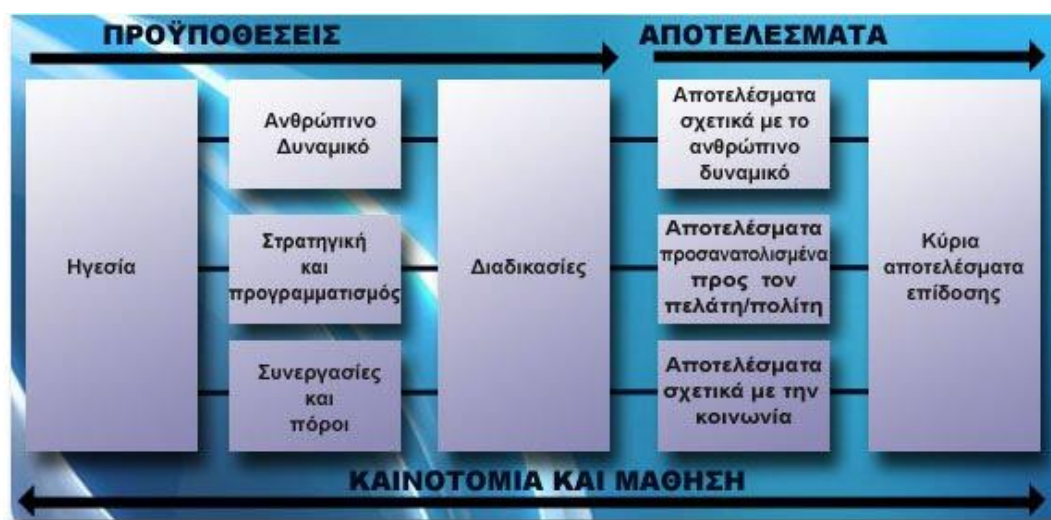 ΠΡΟΫΠΟΘΕΣΕΙΣ
ΑΠΟΤΕΛΕΣΜΑΤΑ
Ηγεσία
Ανθρώπινο
Δυναμικό
Στρατηγική
και
προγραμματισμός
Συνεργασίες
και
πόροι
Διαδικασίες
Αποτελέσματα
σχετικά με το
ανθρώπινο
δυναμικό
Αποτελέσματα
προσανατολισμένα
προς τον
πελάτη/πολίτη
Αποτελέσματα
σχετικά με την
κοινωνία
Κύρια
αποτελέσματα
επίδοσης
ΚΑΙΝΟΤΟΜΙΑ ΚΑΙ ΜΑΘΗΣΗ